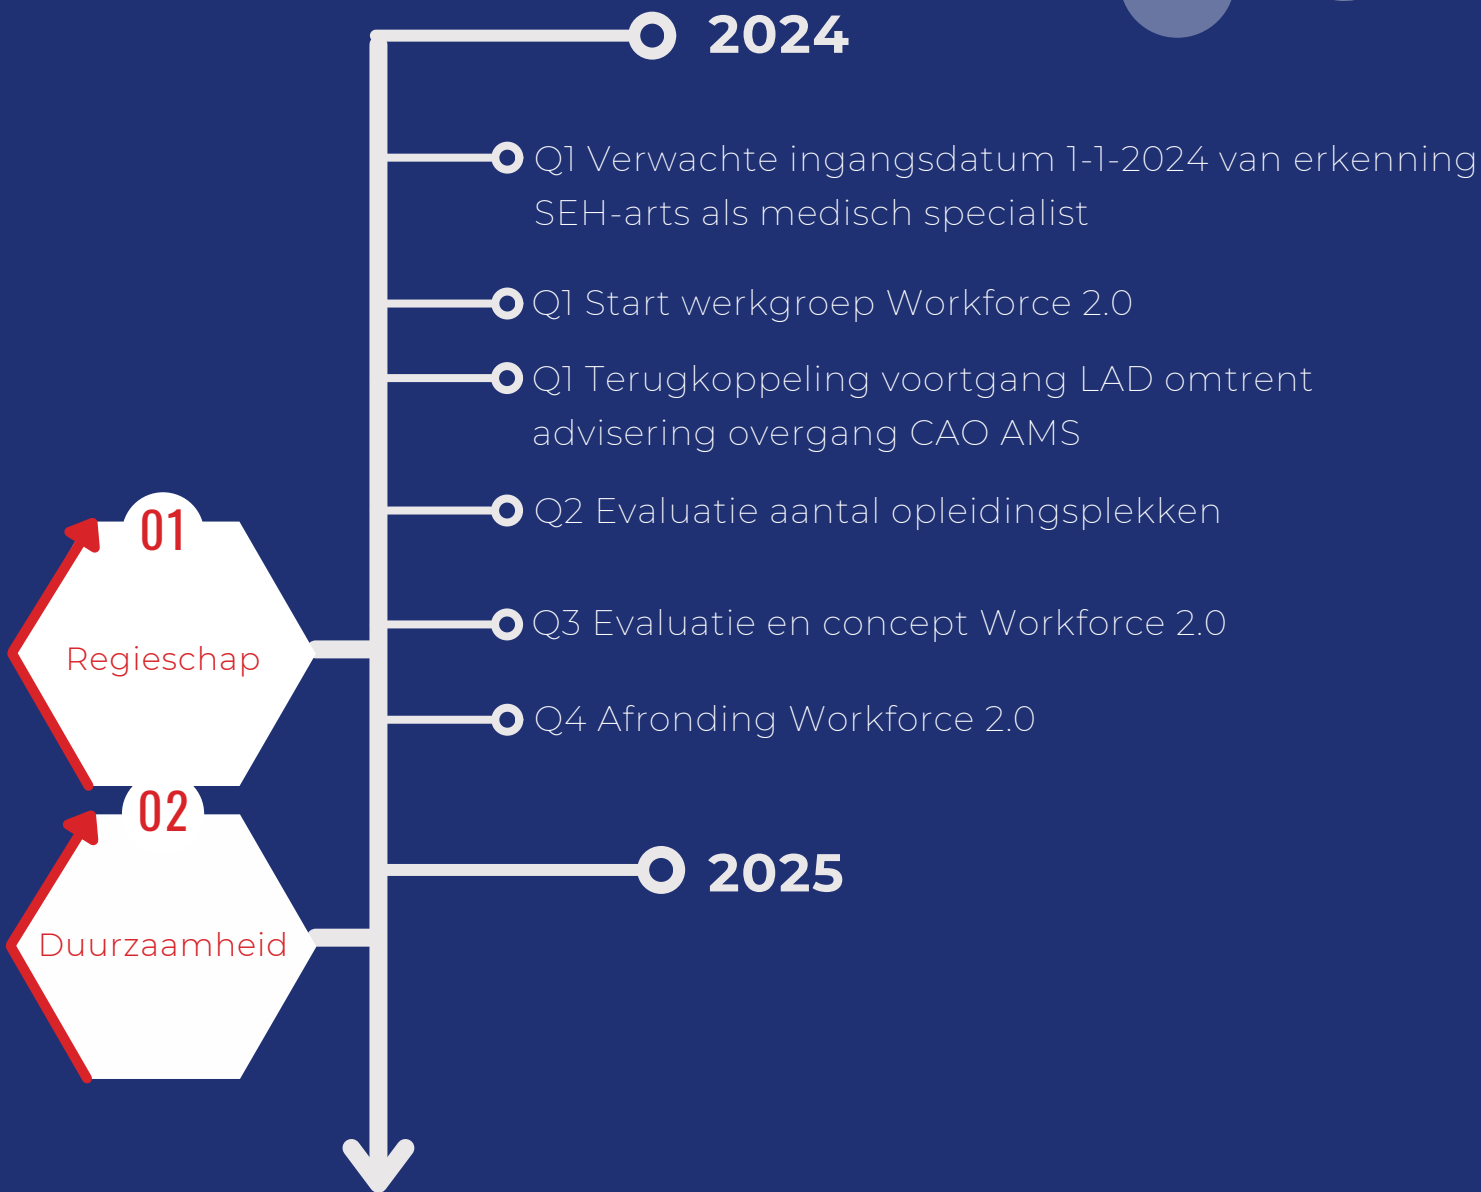 2024
Q1 Verwachte ingangsdatum 1-1-2024 van erkenning
SEH-arts als medisch specialist
Q1 Start werkgroep Workforce 2.0
Q1 Terugkoppeling voortgang LAD omtrent
advisering overgang CAO AMS
Q2 Evaluatie aantal opleidingsplekken
01
Regieschap
Q3 Evaluatie en concept Workforce 2.0
Q4 Afronding Workforce 2.0
02
Duurzaamheid
2025